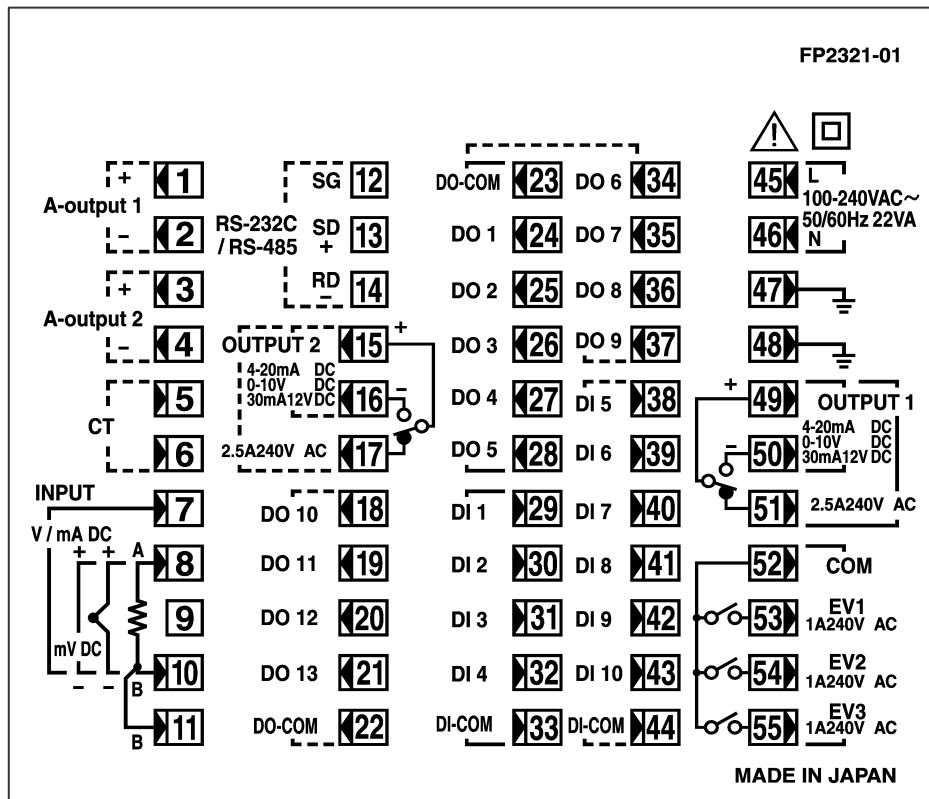 FP2321-01
A-output 1
+ 1
− 2
A-output 2
+ 3
− 4
CT
5
6
INPUT
V / mA DC
7
+ + A 8
9
mV DC
− − B 10
B 11
RS-232C
/ RS-485
SG 12
SD
+
13
RD
−
14
OUTPUT 2
15 +
4-20mA DC
0-10V DC
30mA12V DC
16 −
2.5A240V AC 17
DO 10 18
DO 11 19
DO 12 20
DO 13 21
DO-COM 22
DO-COM 23
DO 1 24
DO 2 25
DO 3 26
DO 4 27
DO 5 28
DI 1 29
DI 2 30
DI 3 31
DI 4 32
DI-COM 33
DO 6 34
DO 7 35
DO 8 36
DO 9 37
DI 5 38
DI 6 39
DI 7 40
DI 8 41
DI 9 42
DI 10 43
DI-COM 44
!
45 L
100-240VAC~
50/60Hz 22VA
46 N
47
48
+ 49
OUTPUT 1
4-20mA DC
0-10V DC
30mA12V DC
− 50
51 2.5A240V AC
52 COM
53 EV1
1A240V AC
54 EV2
1A240V AC
55 EV3
1A240V AC
MADE IN JAPAN